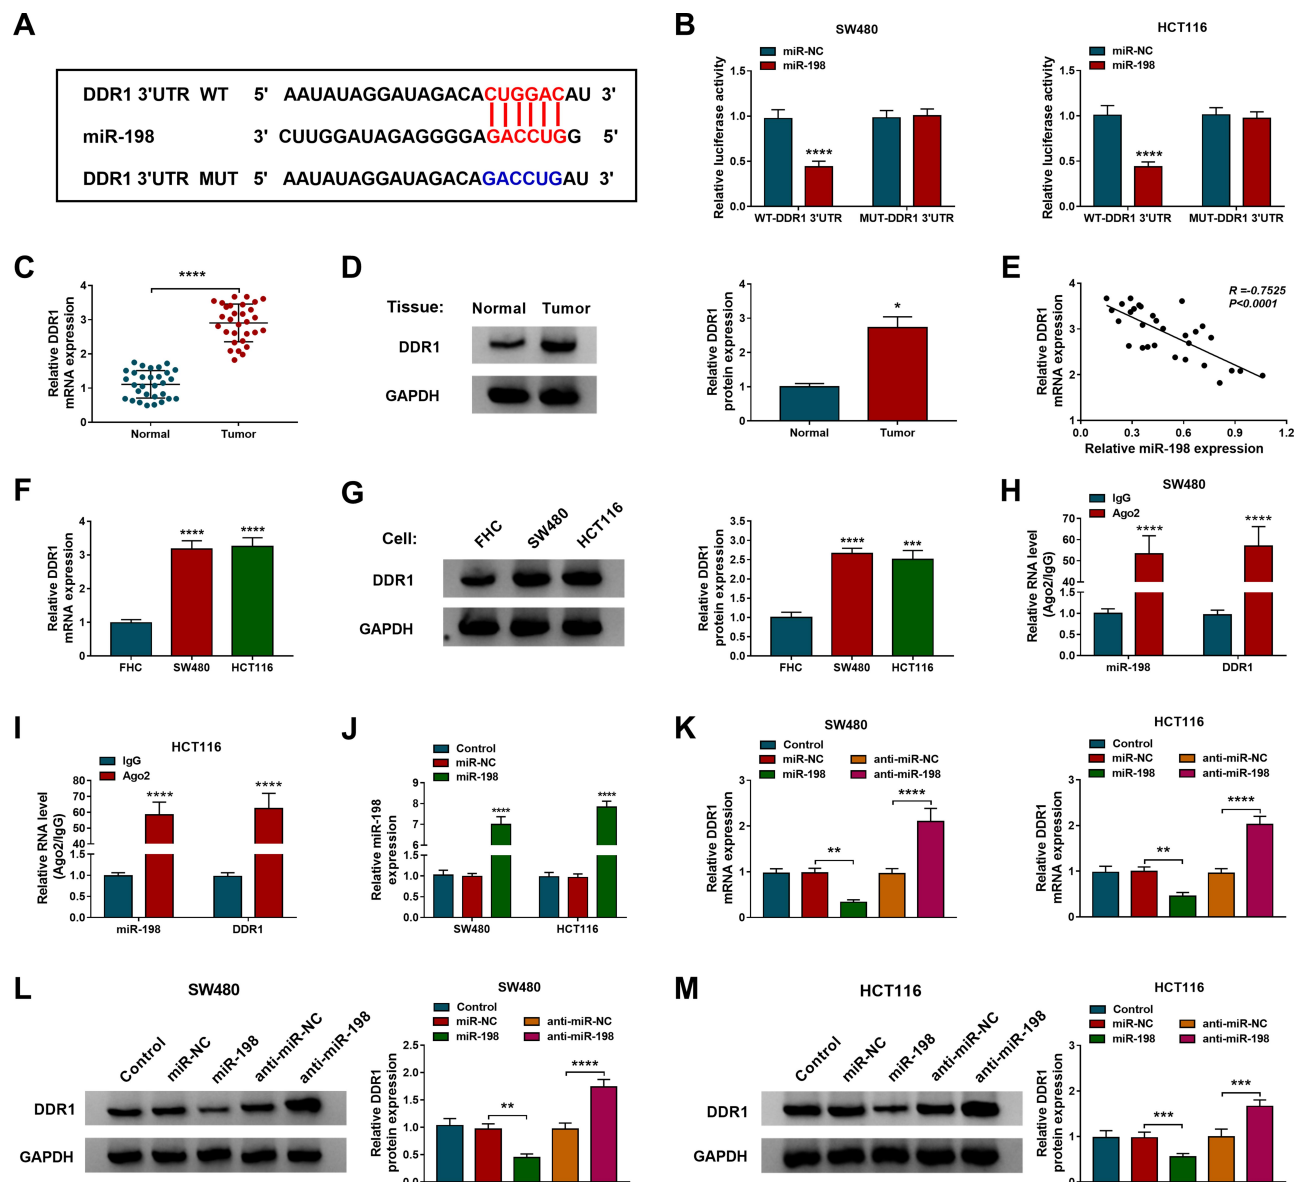 A
DDR1 3'UTR WT 5' AAUAUAGGAUAGACACUGGACAU 3'
miR-198 3' CUUGGAUAGAGGGGAGACCUGG 5'
DDR1 3'UTR MUT 5' AAUAUAGGAUAGACAGACCUGAU 3'
B
SW480
miR-NC
miR-198
Relative luciferase activity
1.5
1.0
0.5
0.0
****
WT-DDR1 3'UTR MUT-DDR1 3'UTR
HCT116
miR-NC
miR-198
Relative luciferase activity
1.5
1.0
0.5
0.0
****
WT-DDR1 3'UTR MUT-DDR1 3'UTR
C
Relative DDR1
mRNA expression
4
3
2
1
0
****
Normal Tumor
D
Tissue: Normal Tumor
DDR1
GAPDH
Relative DDR1
protein expression
4
3
2
1
0
*
Normal Tumor
E
Relative DDR1
mRNA expression
4
3
2
1
R =-0.7525
P<0.0001
0.0 0.3 0.6 0.9 1.2
Relative miR-198 expression
F
Relative DDR1
mRNA expression
4
3
2
1
0
**** ****
FHC SW480 HCT116
G
Cell: FHC SW480 HCT116
DDR1
GAPDH
Relative DDR1
protein expression
3.5
3.0
2.5
2.0
1.5
1.0
0.5
0.0
**** ***
FHC SW480 HCT116
H
SW480
IgG
Ago2
Relative RNA level
(Ago2/IgG)
70
60
50
40
1.5
1.0
0.5
0.0
**** ****
miR-198 DDR1
I
HCT116
IgG
Ago2
Relative RNA level
(Ago2/IgG)
80
70
60
50
40
1.5
1.0
0.5
0.0
**** ****
miR-198 DDR1
J
Control
miR-NC
miR-198
Relative miR-198
expression
9
8
7
6
1.5
1.0
0.5
0.0
**** ****
SW480 HCT116
K
SW480
Control
miR-NC anti-miR-NC
miR-198 anti-miR-198
Relative DDR1
mRNA expression
3
2
1
0
** ****
HCT116
Control
miR-NC anti-miR-NC
miR-198 anti-miR-198
Relative DDR1
mRNA expression
3
2
1
0
** ****
L
SW480
Control miR-NC miR-198 anti-miR-NC anti-miR-198
DDR1
GAPDH
SW480
Control
miR-NC anti-miR-NC
miR-198 anti-miR-198
Relative DDR1
protein expression
2.5
2.0
1.5
1.0
0.5
0.0
** ****
M
HCT116
Control miR-NC miR-198 anti-miR-NC anti-miR-198
DDR1
GAPDH
HCT116
Control
miR-NC anti-miR-NC
miR-198 anti-miR-198
Relative DDR1
protein expression
3
2
1
0
*** ***